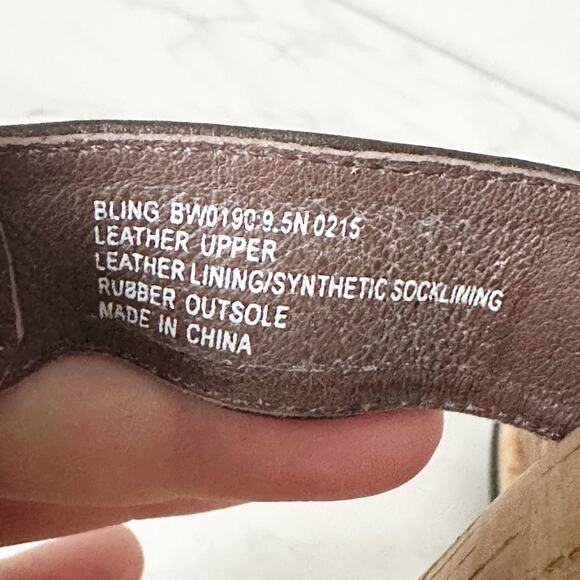 BLING BW0190 9.5N 0215
LEATHER UPPER
LEATHER LINING/SYNTHETIC SOCKLINING
RUBBER OUTSOLE
MADE IN CHINA